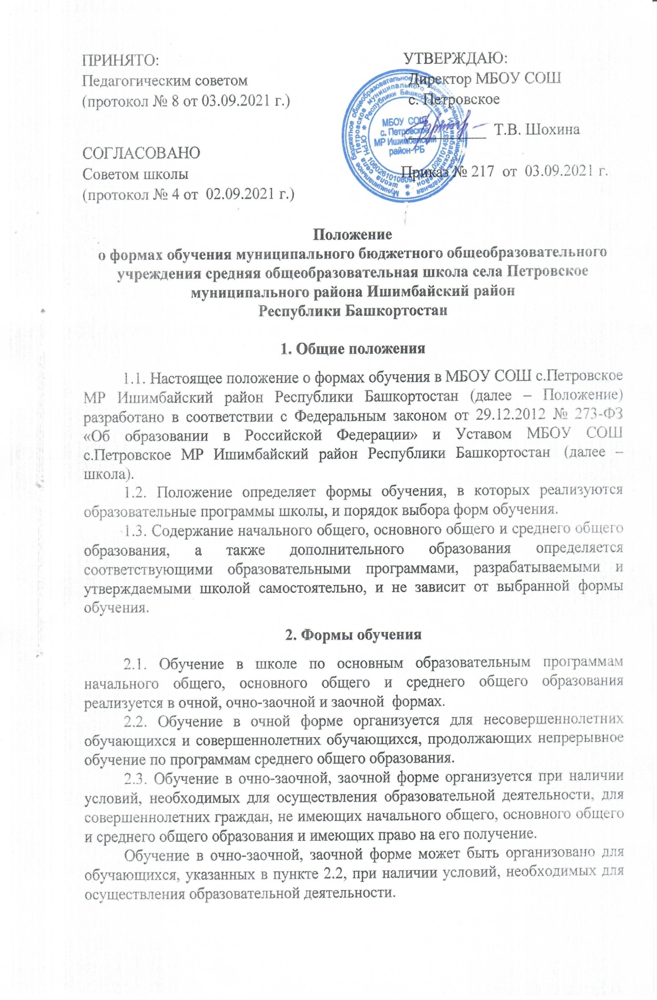 ПРИНЯТО:
Педагогическим советом
(протокол № 8 от 03.09.2021 г.)
СОГЛАСОВАНО
Советом школы
(протокол № 4 от 02.09.2021 г.)
УТВЕРЖДАЮ:
Директор МБОУ СОШ
с. Петровское
Т.В. Шохина
Приказ № 217 от 03.09.2021 г.
МБОУ СОШ
с. Петровское
МР Ишимбайский
район РБ
Положение
о формах обучения муниципального бюджетного общеобразовательного
учреждения средняя общеобразовательная школа села Петровское
муниципального района Ишимбайский район
Республики Башкортостан
1. Общие положения
1.1. Настоящее положение о формах обучения в МБОУ СОШ с.Петровское
МР Ишимбайский район Республики Башкортостан (далее – Положение)
разработано в соответствии с Федеральным законом от 29.12.2012 № 273-ФЗ
«Об образовании в Российской Федерации» и Уставом МБОУ СОШ
с.Петровское МР Ишимбайский район Республики Башкортостан (далее –
школа).
1.2. Положение определяет формы обучения, в которых реализуются
образовательные программы школы, и порядок выбора форм обучения.
1.3. Содержание начального общего, основного общего и среднего общего
образования, а также дополнительного образования определяется
соответствующими образовательными программами, разрабатываемыми и
утверждаемыми школой самостоятельно, и не зависит от выбранной формы
обучения.
2. Формы обучения
2.1. Обучение в школе по основным образовательным программам
начального общего, основного общего и среднего общего образования
реализуется в очной, очно-заочной и заочной формах.
2.2. Обучение в очной форме организуется для несовершеннолетних
обучающихся и совершеннолетних обучающихся, продолжающих непрерывное
обучение по программам среднего общего образования.
2.3. Обучение в очно-заочной, заочной форме организуется при наличии
условий, необходимых для осуществления образовательной деятельности, для
совершеннолетних граждан, не имеющих начального общего, основного общего
и среднего общего образования и имеющих право на его получение.
Обучение в очно-заочной, заочной форме может быть организовано для
обучающихся, указанных в пункте 2.2, при наличии условий, необходимых для
осуществления образовательной деятельности.